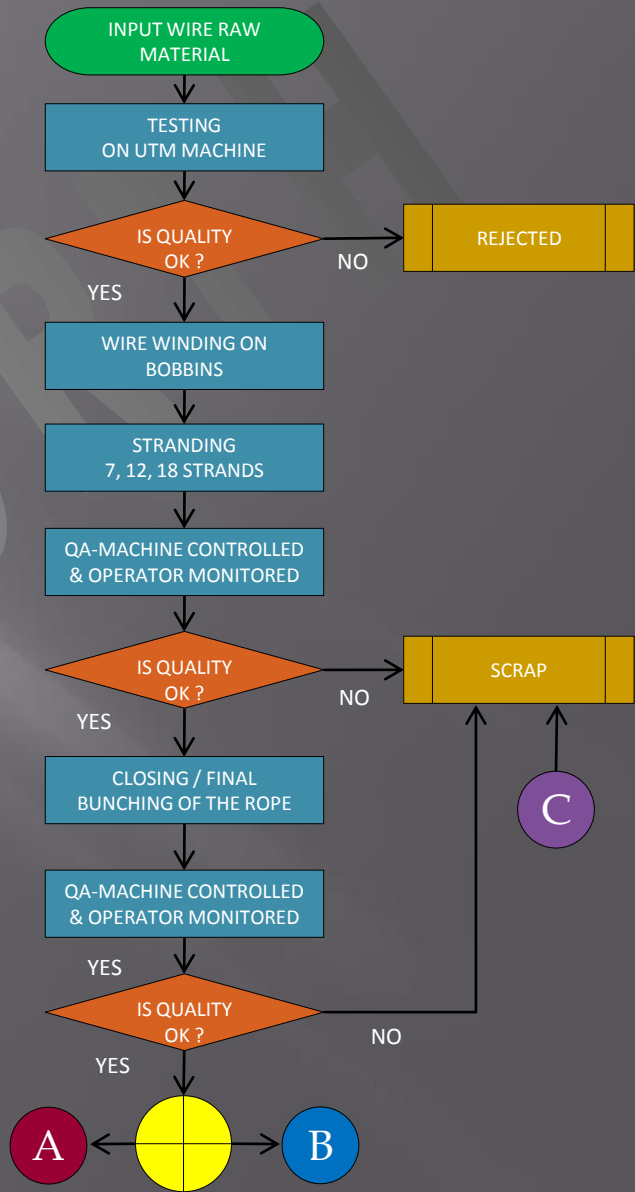 INPUT WIRE RAW
MATERIAL
TESTING
ON UTM MACHINE
IS QUALITY
OK ?
NO
REJECTED
YES
WIRE WINDING ON
BOBBINS
STRANDING
7, 12, 18 STRANDS
QA-MACHINE CONTROLLED
& OPERATOR MONITORED
IS QUALITY
OK ?
NO
SCRAP
YES
CLOSING / FINAL
BUNCHING OF THE ROPE
C
QA-MACHINE CONTROLLED
& OPERATOR MONITORED
YES
IS QUALITY
OK ?
NO
YES
A
B